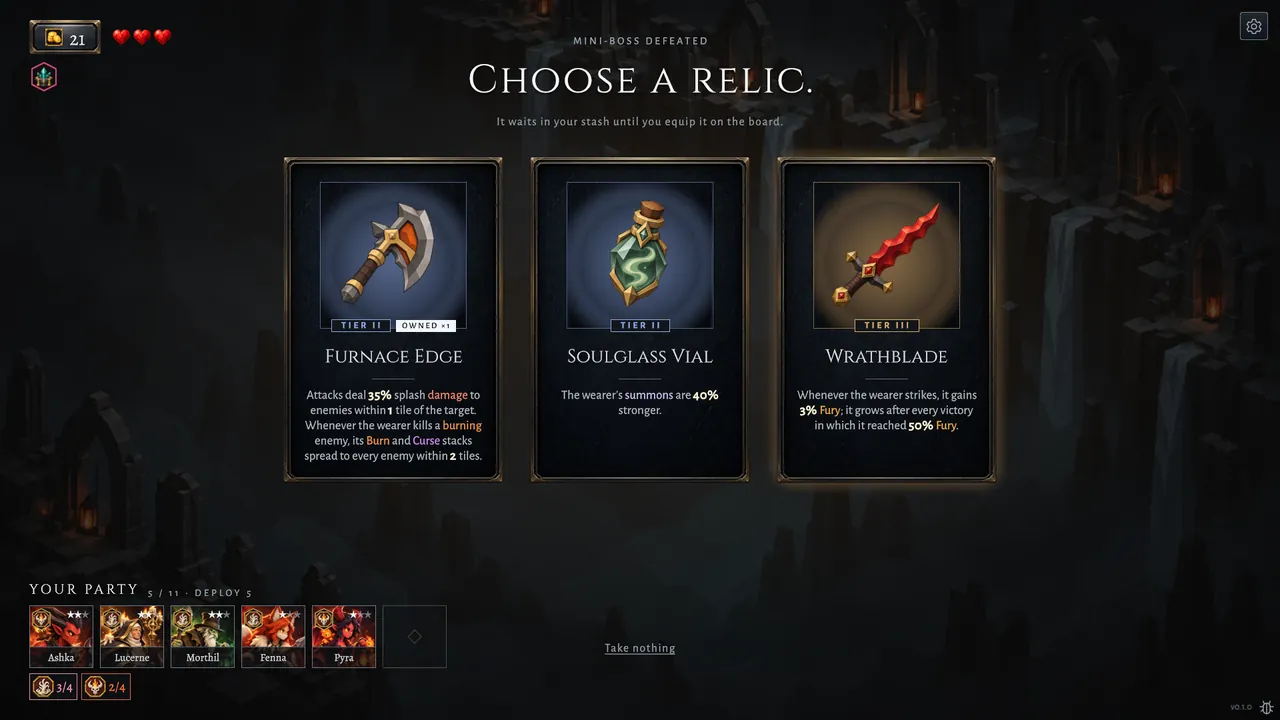 21
MINI-BOSS DEFEATED
CHOOSE A RELIC.
It waits in your stash until you equip it on the board.
TIER II OWNED ×1
FURNACE EDGE
Attacks deal 35% splash damage to
enemies within 1 tile of the target.
Whenever the wearer kills a burning
enemy, its Burn and Curse stacks
spread to every enemy within 2 tiles.
TIER II
SOULGLASS VIAL
The wearer's summons are 40%
stronger.
TIER III
WRATHBLADE
Whenever the wearer strikes, it gains
3% Fury; it grows after every victory
in which it reached 50% Fury.
YOUR PARTY 5 / 11 · DEPLOY 5
Ashka Lucerne Morthil Fenna Pyra
3/4 2/4
Take nothing
v0.1.0